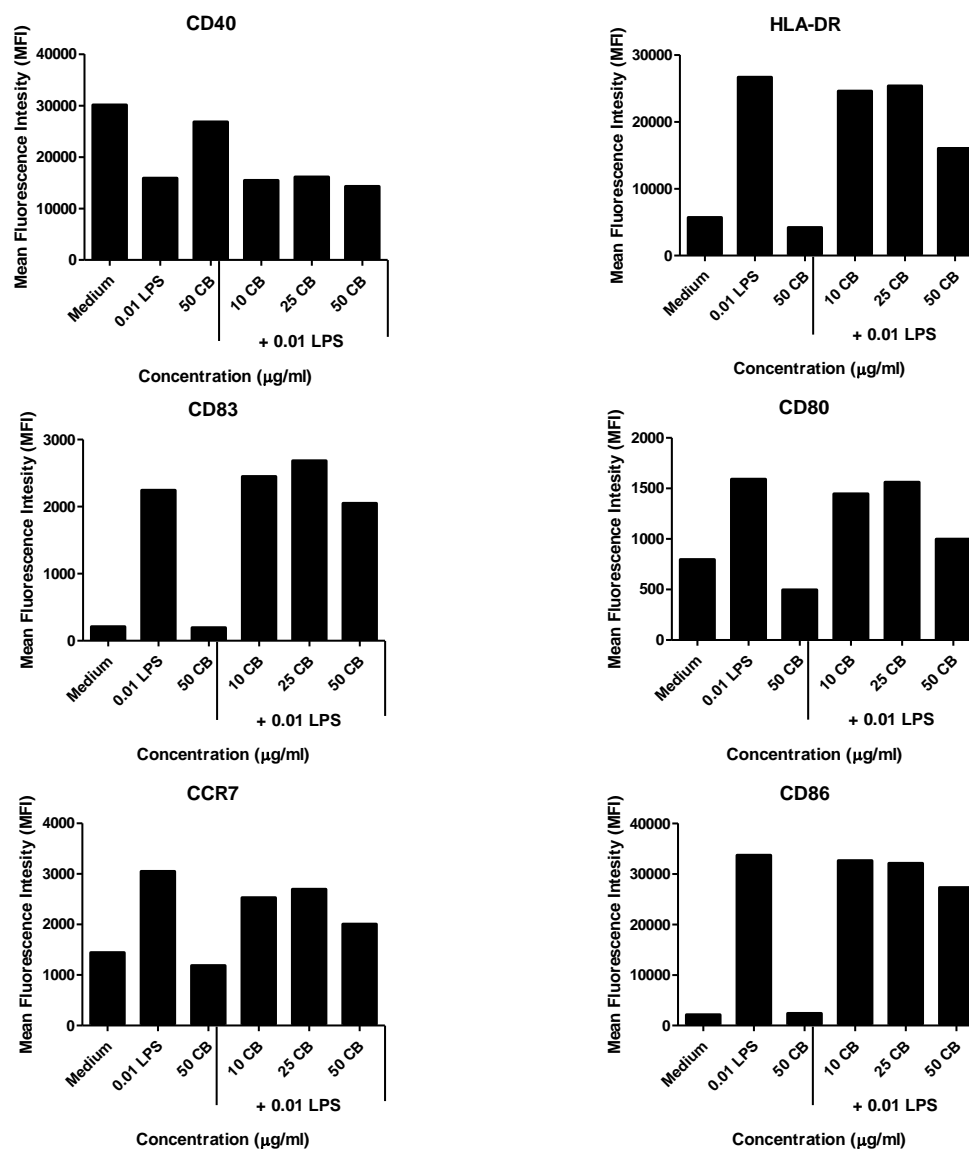 CD40
Mean Fluorescence Intesity (MFI)
40000
30000
20000
10000
0
Medium
0.01 LPS
50 CB
10 CB
25 CB
50 CB
+ 0.01 LPS
Concentration (μg/ml)
HLA-DR
Mean Fluorescence Intesity (MFI)
30000
20000
10000
0
Medium
0.01 LPS
50 CB
10 CB
25 CB
50 CB
+ 0.01 LPS
Concentration (μg/ml)
CD83
Mean Fluorescence Intesity (MFI)
3000
2000
1000
0
Medium
0.01 LPS
50 CB
10 CB
25 CB
50 CB
+ 0.01 LPS
Concentration (μg/ml)
CD80
Mean Fluorescence Intesity (MFI)
2000
1500
1000
500
0
Medium
0.01 LPS
50 CB
10 CB
25 CB
50 CB
+ 0.01 LPS
Concentration (μg/ml)
CCR7
Mean Fluorescence Intesity (MFI)
4000
3000
2000
1000
0
Medium
0.01 LPS
50 CB
10 CB
25 CB
50 CB
+ 0.01 LPS
Concentration (μg/ml)
CD86
Mean Fluorescence Intesity (MFI)
40000
30000
20000
10000
0
Medium
0.01 LPS
50 CB
10 CB
25 CB
50 CB
+ 0.01 LPS
Concentration (μg/ml)